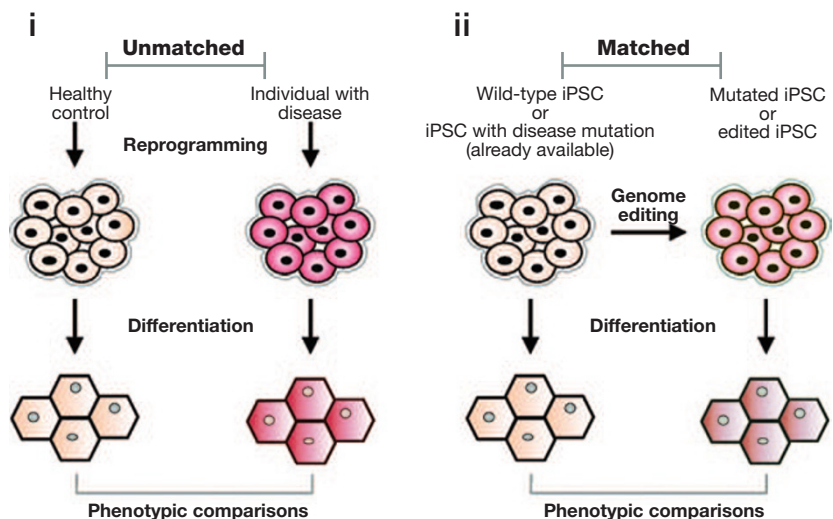 i
Unmatched
Healthy
control
Individual with
disease
Reprogramming
Differentiation
Phenotypic comparisons
ii
Matched
Wild-type iPSC
or
iPSC with disease mutation
(already available)
Mutated iPSC
or
edited iPSC
Genome
editing
Differentiation
Phenotypic comparisons